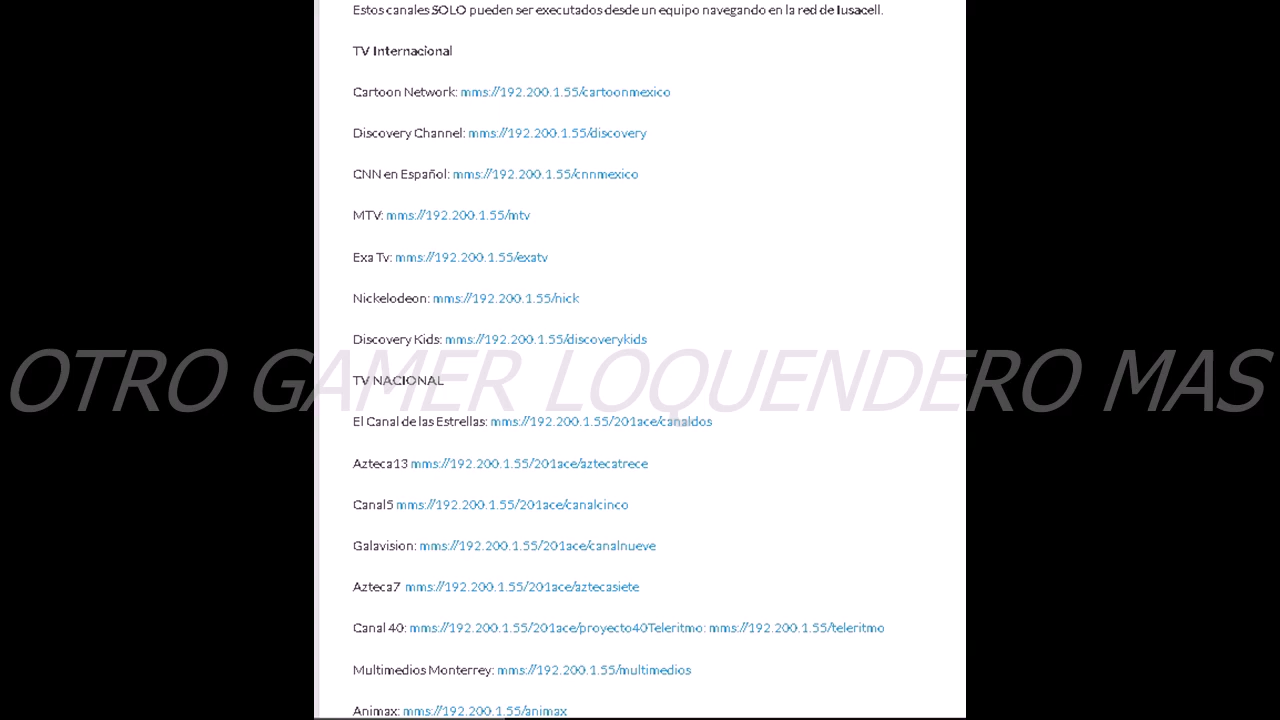 Estos canales SOLO pueden ser executados desde un equipo navegando en la red de Iusacell.
TV Internacional
Cartoon Network: mms://192.200.1.55/cartoonmexico
Discovery Channel: mms://192.200.1.55/discovery
CNN en Español: mms://192.200.1.55/cnnmexico
MTV: mms://192.200.1.55/mtv
Exa Tv: mms://192.200.1.55/exatv
Nickelodeon: mms://192.200.1.55/nick
Discovery Kids: mms://192.200.1.55/discoverykids
OTRO GAMER LOQUENDERO MAS
TV NACIONAL
El Canal de las Estrellas: mms://192.200.1.55/201ace/canaldos
Azteca13 mms://192.200.1.55/201ace/aztecatrece
Canal5 mms://192.200.1.55/201ace/canalcinco
Galavision: mms://192.200.1.55/201ace/canalnueve
Azteca7 mms://192.200.1.55/201ace/aztecasiete
Canal 40: mms://192.200.1.55/201ace/proyecto40Teleritmo: mms://192.200.1.55/teleritmo
Multimedios Monterrey: mms://192.200.1.55/multimedios
Animax: mms://192.200.1.55/animax